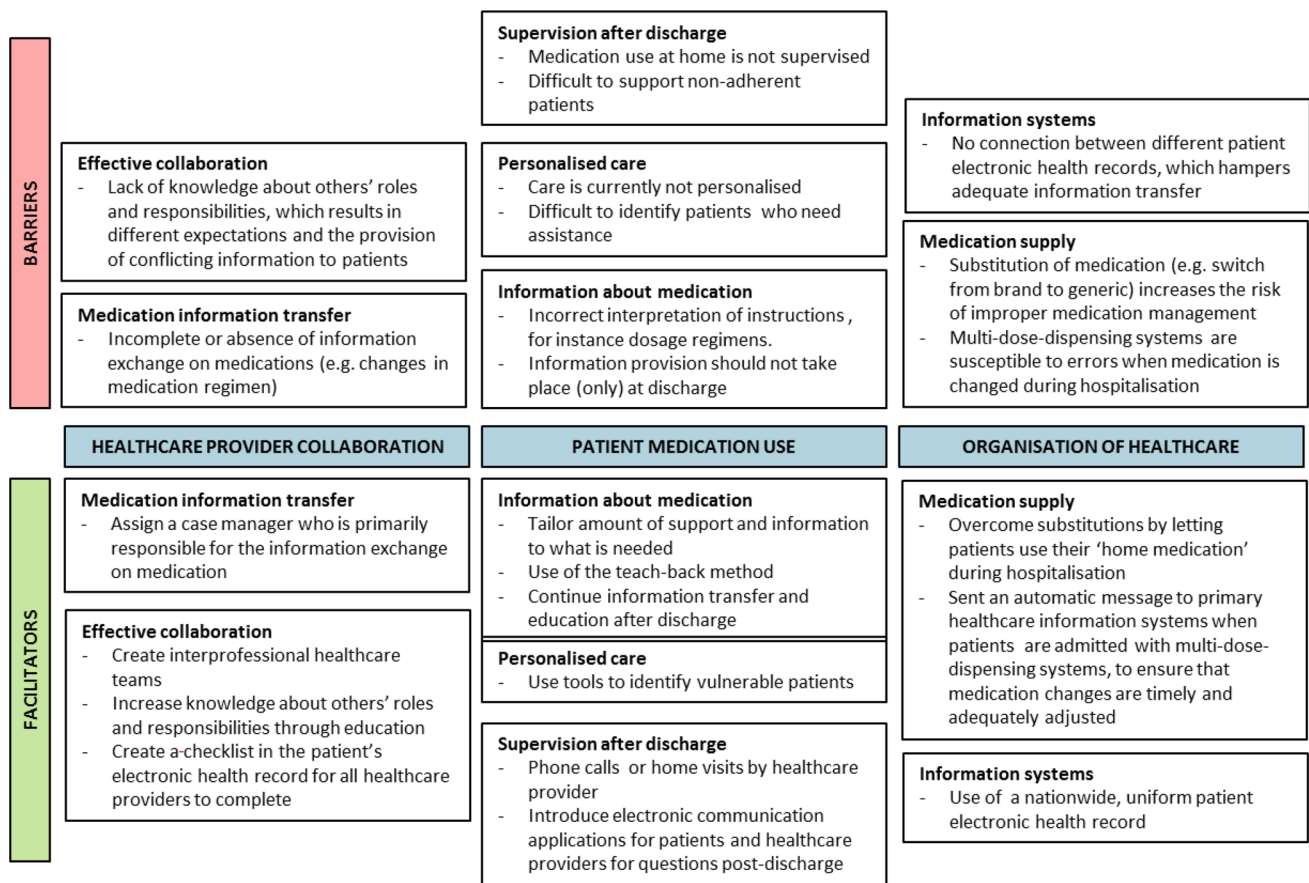 BARRIERS
Effective collaboration
- Lack of knowledge about others' roles
and responsibilities, which results in
different expectations and the provision
of conflicting information to patients
Medication information transfer
- Incomplete or absence of information
exchange on medications (e.g. changes in
medication regimen)
Supervision after discharge
- Medication use at home is not supervised
- Difficult to support non-adherent
patients
Personalised care
- Care is currently not personalised
- Difficult to identify patients who need
assistance
Information about medication
- Incorrect interpretation of instructions ,
for instance dosage regimens.
- Information provision should not take
place (only) at discharge
Information systems
- No connection between different patient
electronic health records, which hampers
adequate information transfer
Medication supply
- Substitution of medication (e.g. switch
from brand to generic) increases the risk
of improper medication management
- Multi-dose-dispensing systems are
susceptible to errors when medication is
changed during hospitalisation
HEALTHCARE PROVIDER COLLABORATION
PATIENT MEDICATION USE
ORGANISATION OF HEALTHCARE
FACILITATORS
Medication information transfer
- Assign a case manager who is primarily
responsible for the information exchange
on medication
Effective collaboration
- Create interprofessional healthcare
teams
- Increase knowledge about others' roles
and responsibilities through education
- Create a-checklist in the patient's
electronic health record for all healthcare
providers to complete
Information about medication
- Tailor amount of support and information
to what is needed
- Use of the teach-back method
- Continue information transfer and
education after discharge
Personalised care
- Use tools to identify vulnerable patients
Supervision after discharge
- Phone calls or home visits by healthcare
provider
- Introduce electronic communication
applications for patients and healthcare
providers for questions post-discharge
Medication supply
- Overcome substitutions by letting
patients use their 'home medication'
during hospitalisation
- Sent an automatic message to primary
healthcare information systems when
patients are admitted with multi-dose-
dispensing systems, to ensure that
medication changes are timely and
adequately adjusted
Information systems
- Use of a nationwide, uniform patient
electronic health record